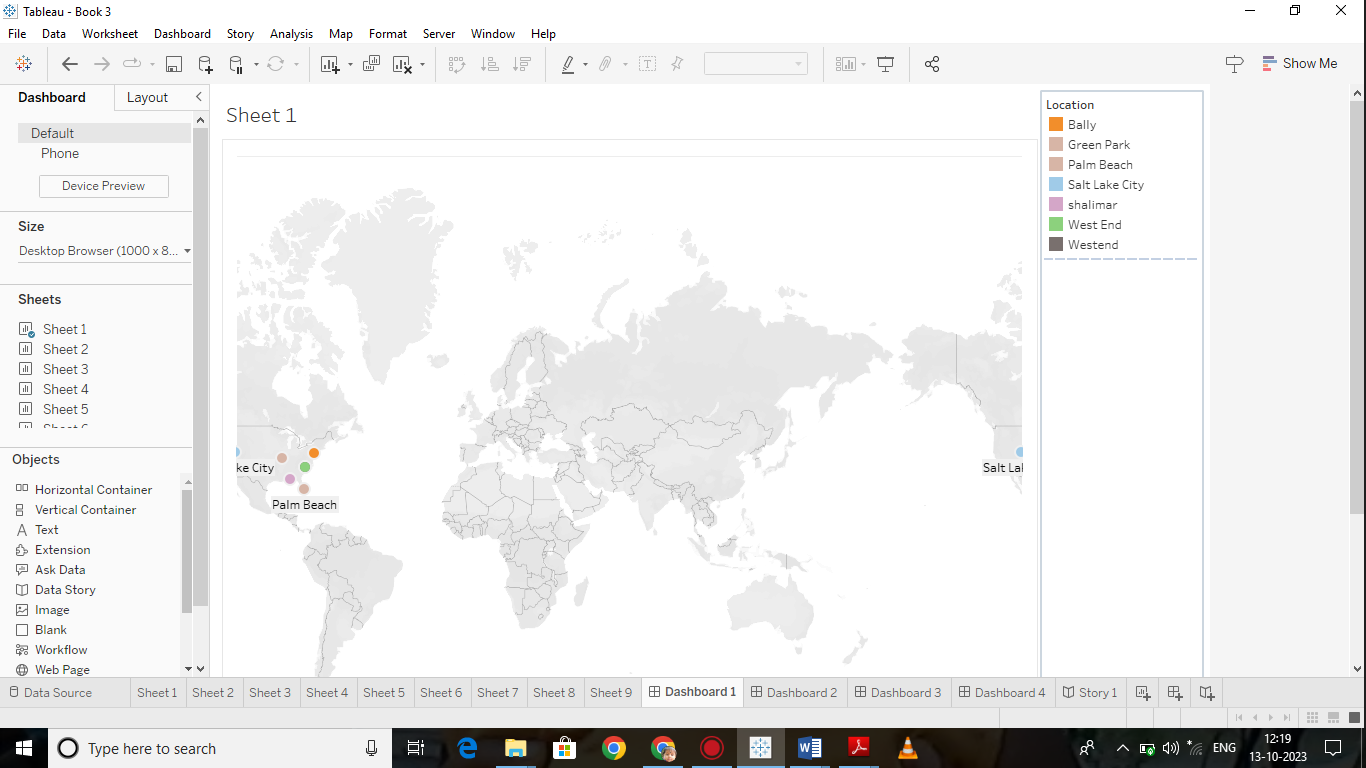 Tableau - Book 3
File Data Worksheet Dashboard Story Analysis Map Format Server Window Help
Show Me
Dashboard Layout
Default
Phone
Device Preview
Size
Desktop Browser (1000 x 8...
Sheets
Sheet 1
Sheet 2
Sheet 3
Sheet 4
Sheet 5
Objects
Horizontal Container
Vertical Container
Text
Extension
Ask Data
Data Story
Image
Blank
Workflow
Web Page
Sheet 1
ke City
Palm Beach
Salt Lal
Location
Bally
Green Park
Palm Beach
Salt Lake City
shalimar
West End
Westend
Data Source Sheet 1 Sheet 2 Sheet 3 Sheet 4 Sheet 5 Sheet 6 Sheet 7 Sheet 8 Sheet 9 Dashboard 1 Dashboard 2 Dashboard 3 Dashboard 4 Story 1
Type here to search
ENG
12:19
13-10-2023